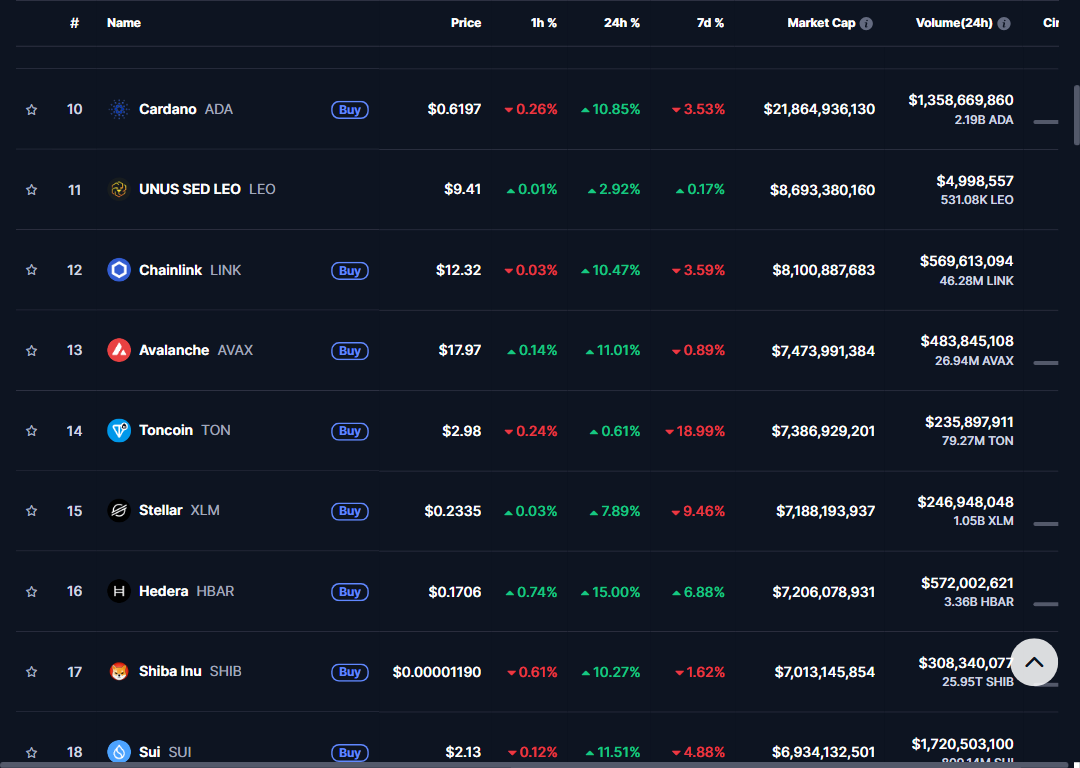 # Name Price 1h % 24h % 7d % Market Cap Volume(24h) Cir
10 Cardano ADA Buy $0.6197 0.26% 10.85% 3.53% $21,864,936,130 $1,358,669,860
2.19B ADA
11 UNUS SED LEO LEO $9.41 0.01% 2.92% 0.17% $8,693,380,160 $4,998,557
531.08K LEO
12 Chainlink LINK Buy $12.32 0.03% 10.47% 3.59% $8,100,887,683 $569,613,094
46.28M LINK
13 Avalanche AVAX Buy $17.97 0.14% 11.01% 0.89% $7,473,991,384 $483,845,108
26.94M AVAX
14 Toncoin TON Buy $2.98 0.24% 0.61% 18.99% $7,386,929,201 $235,897,911
79.27M TON
15 Stellar XLM Buy $0.2335 0.03% 7.89% 9.46% $7,188,193,937 $246,948,048
1.05B XLM
16 Hedera HBAR Buy $0.1706 0.74% 15.00% 6.88% $7,206,078,931 $572,002,621
3.36B HBAR
17 Shiba Inu SHIB Buy $0.00001190 0.61% 10.27% 1.62% $7,013,145,854 $308,340,077
25.95T SHIB
18 Sui SUI Buy $2.13 0.12% 11.51% 4.88% $6,934,132,501 $1,720,503,100
SUI